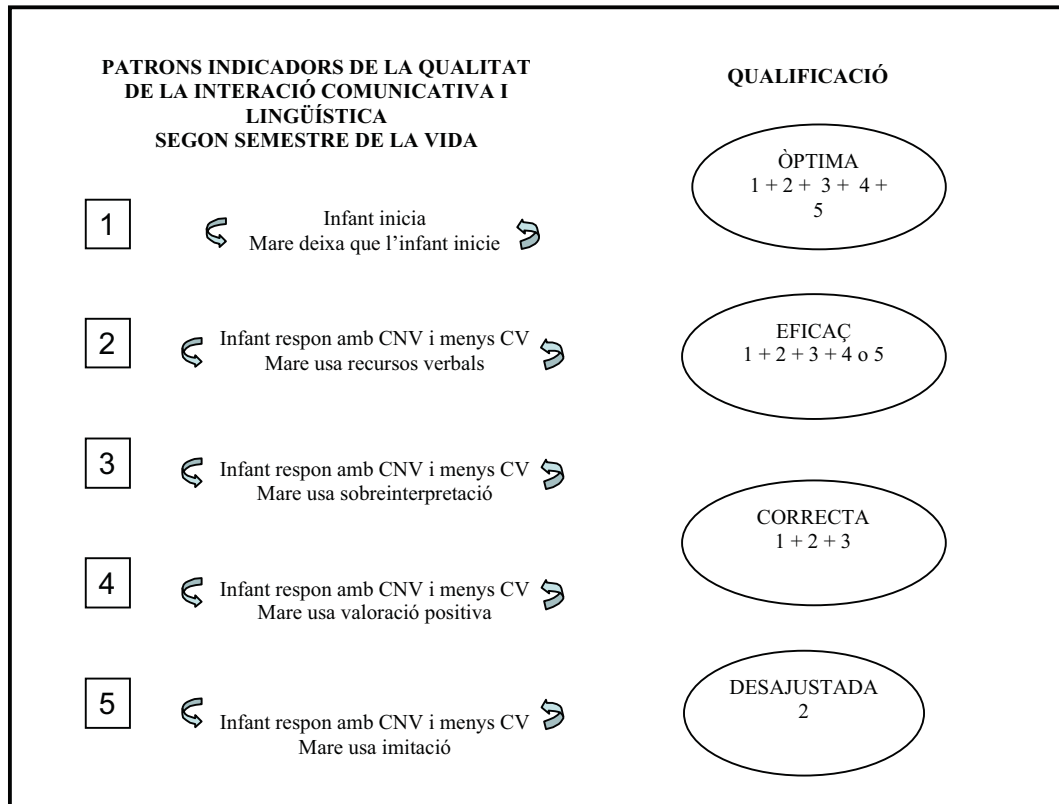 PATRONS INDICADORS DE LA QUALITAT
DE LA INTERACIÓ COMUNICATIVA I
LINGÜÍSTICA
SEGON SEMESTRE DE LA VIDA
1
Infant inicia
Mare deixa que l'infant inicie
2
Infant respon amb CNV i menys CV
Mare usa recursos verbals
3
Infant respon amb CNV i menys CV
Mare usa sobreinterpretació
4
Infant respon amb CNV i menys CV
Mare usa valoració positiva
5
Infant respon amb CNV i menys CV
Mare usa imitació
QUALIFICACIÓ
ÒPTIMA
1 + 2 + 3 + 4 +
5
EFICAÇ
1 + 2 + 3 + 4 o 5
CORRECTA
1 + 2 + 3
DESAJUSTADA
2